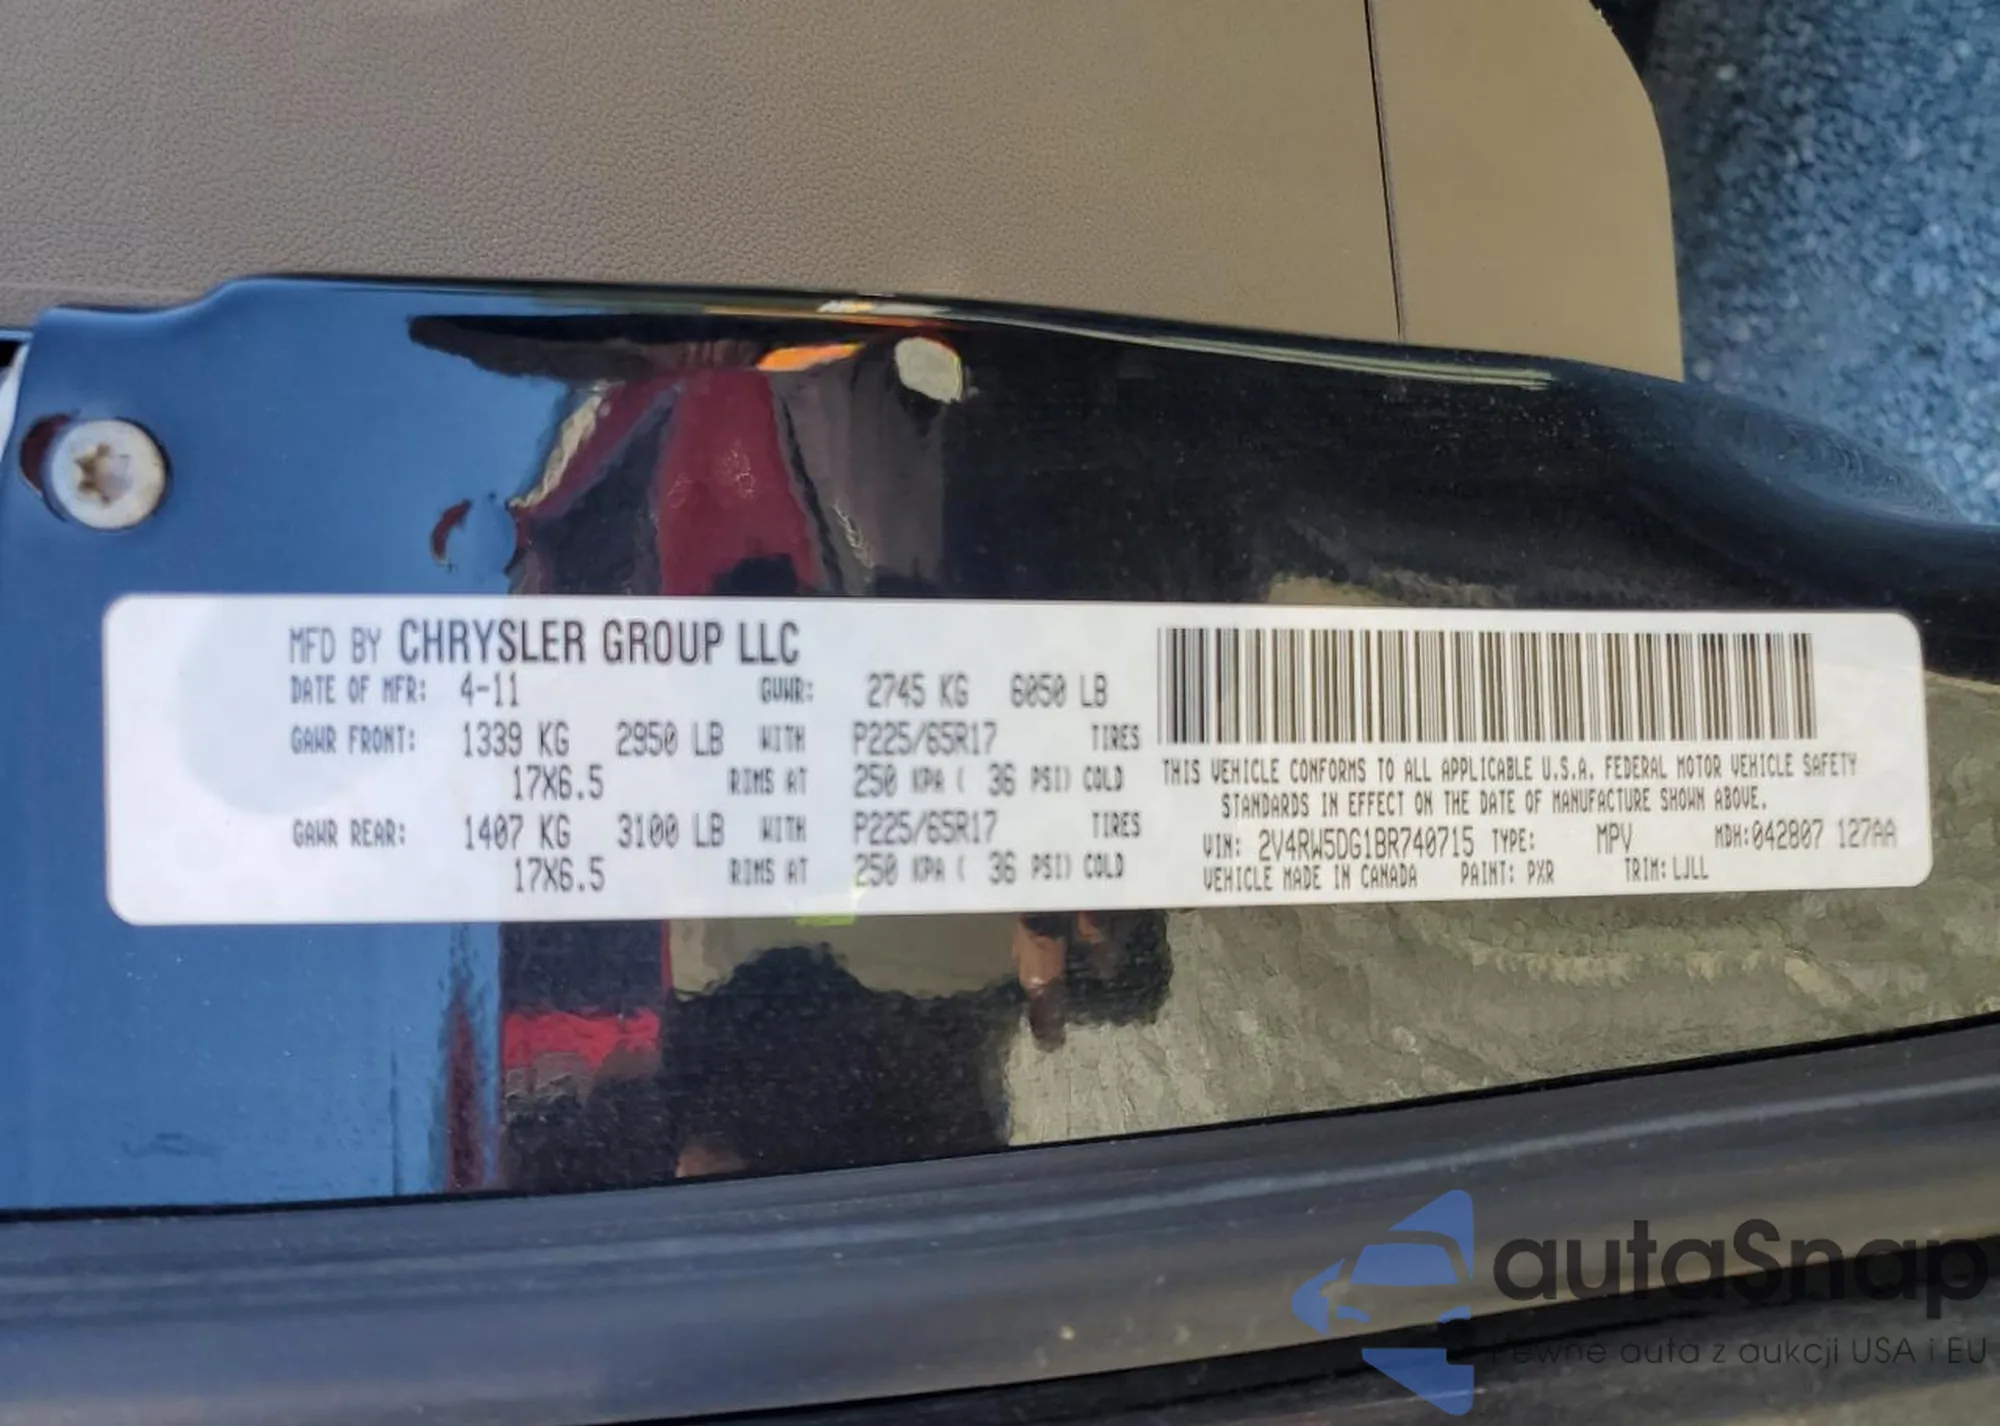 MFD BY CHRYSLER GROUP LLC
DATE OF MFR: 4-11 GVWR: 2745 KG 6050 LB
GAWR FRONT: 1339 KG 2950 LB WITH P225/65R17 TIRES
17X6.5 RIMS AT 250 KPA ( 36 PSI) COLD
GAWR REAR: 1407 KG 3100 LB WITH P225/65R17 TIRES
17X6.5 RIMS AT 250 KPA ( 36 PSI) COLD
THIS VEHICLE CONFORMS TO ALL APPLICABLE U.S.A. FEDERAL MOTOR VEHICLE SAFETY
STANDARDS IN EFFECT ON THE DATE OF MANUFACTURE SHOWN ABOVE.
VIN: 2V4RW5DG1BR740715 TYPE: MPV MDH:042807 127AA
VEHICLE MADE IN CANADA PAINT: PXR TRIM: LJLL
autaSnap
Pewne auta z aukcji USA i EU